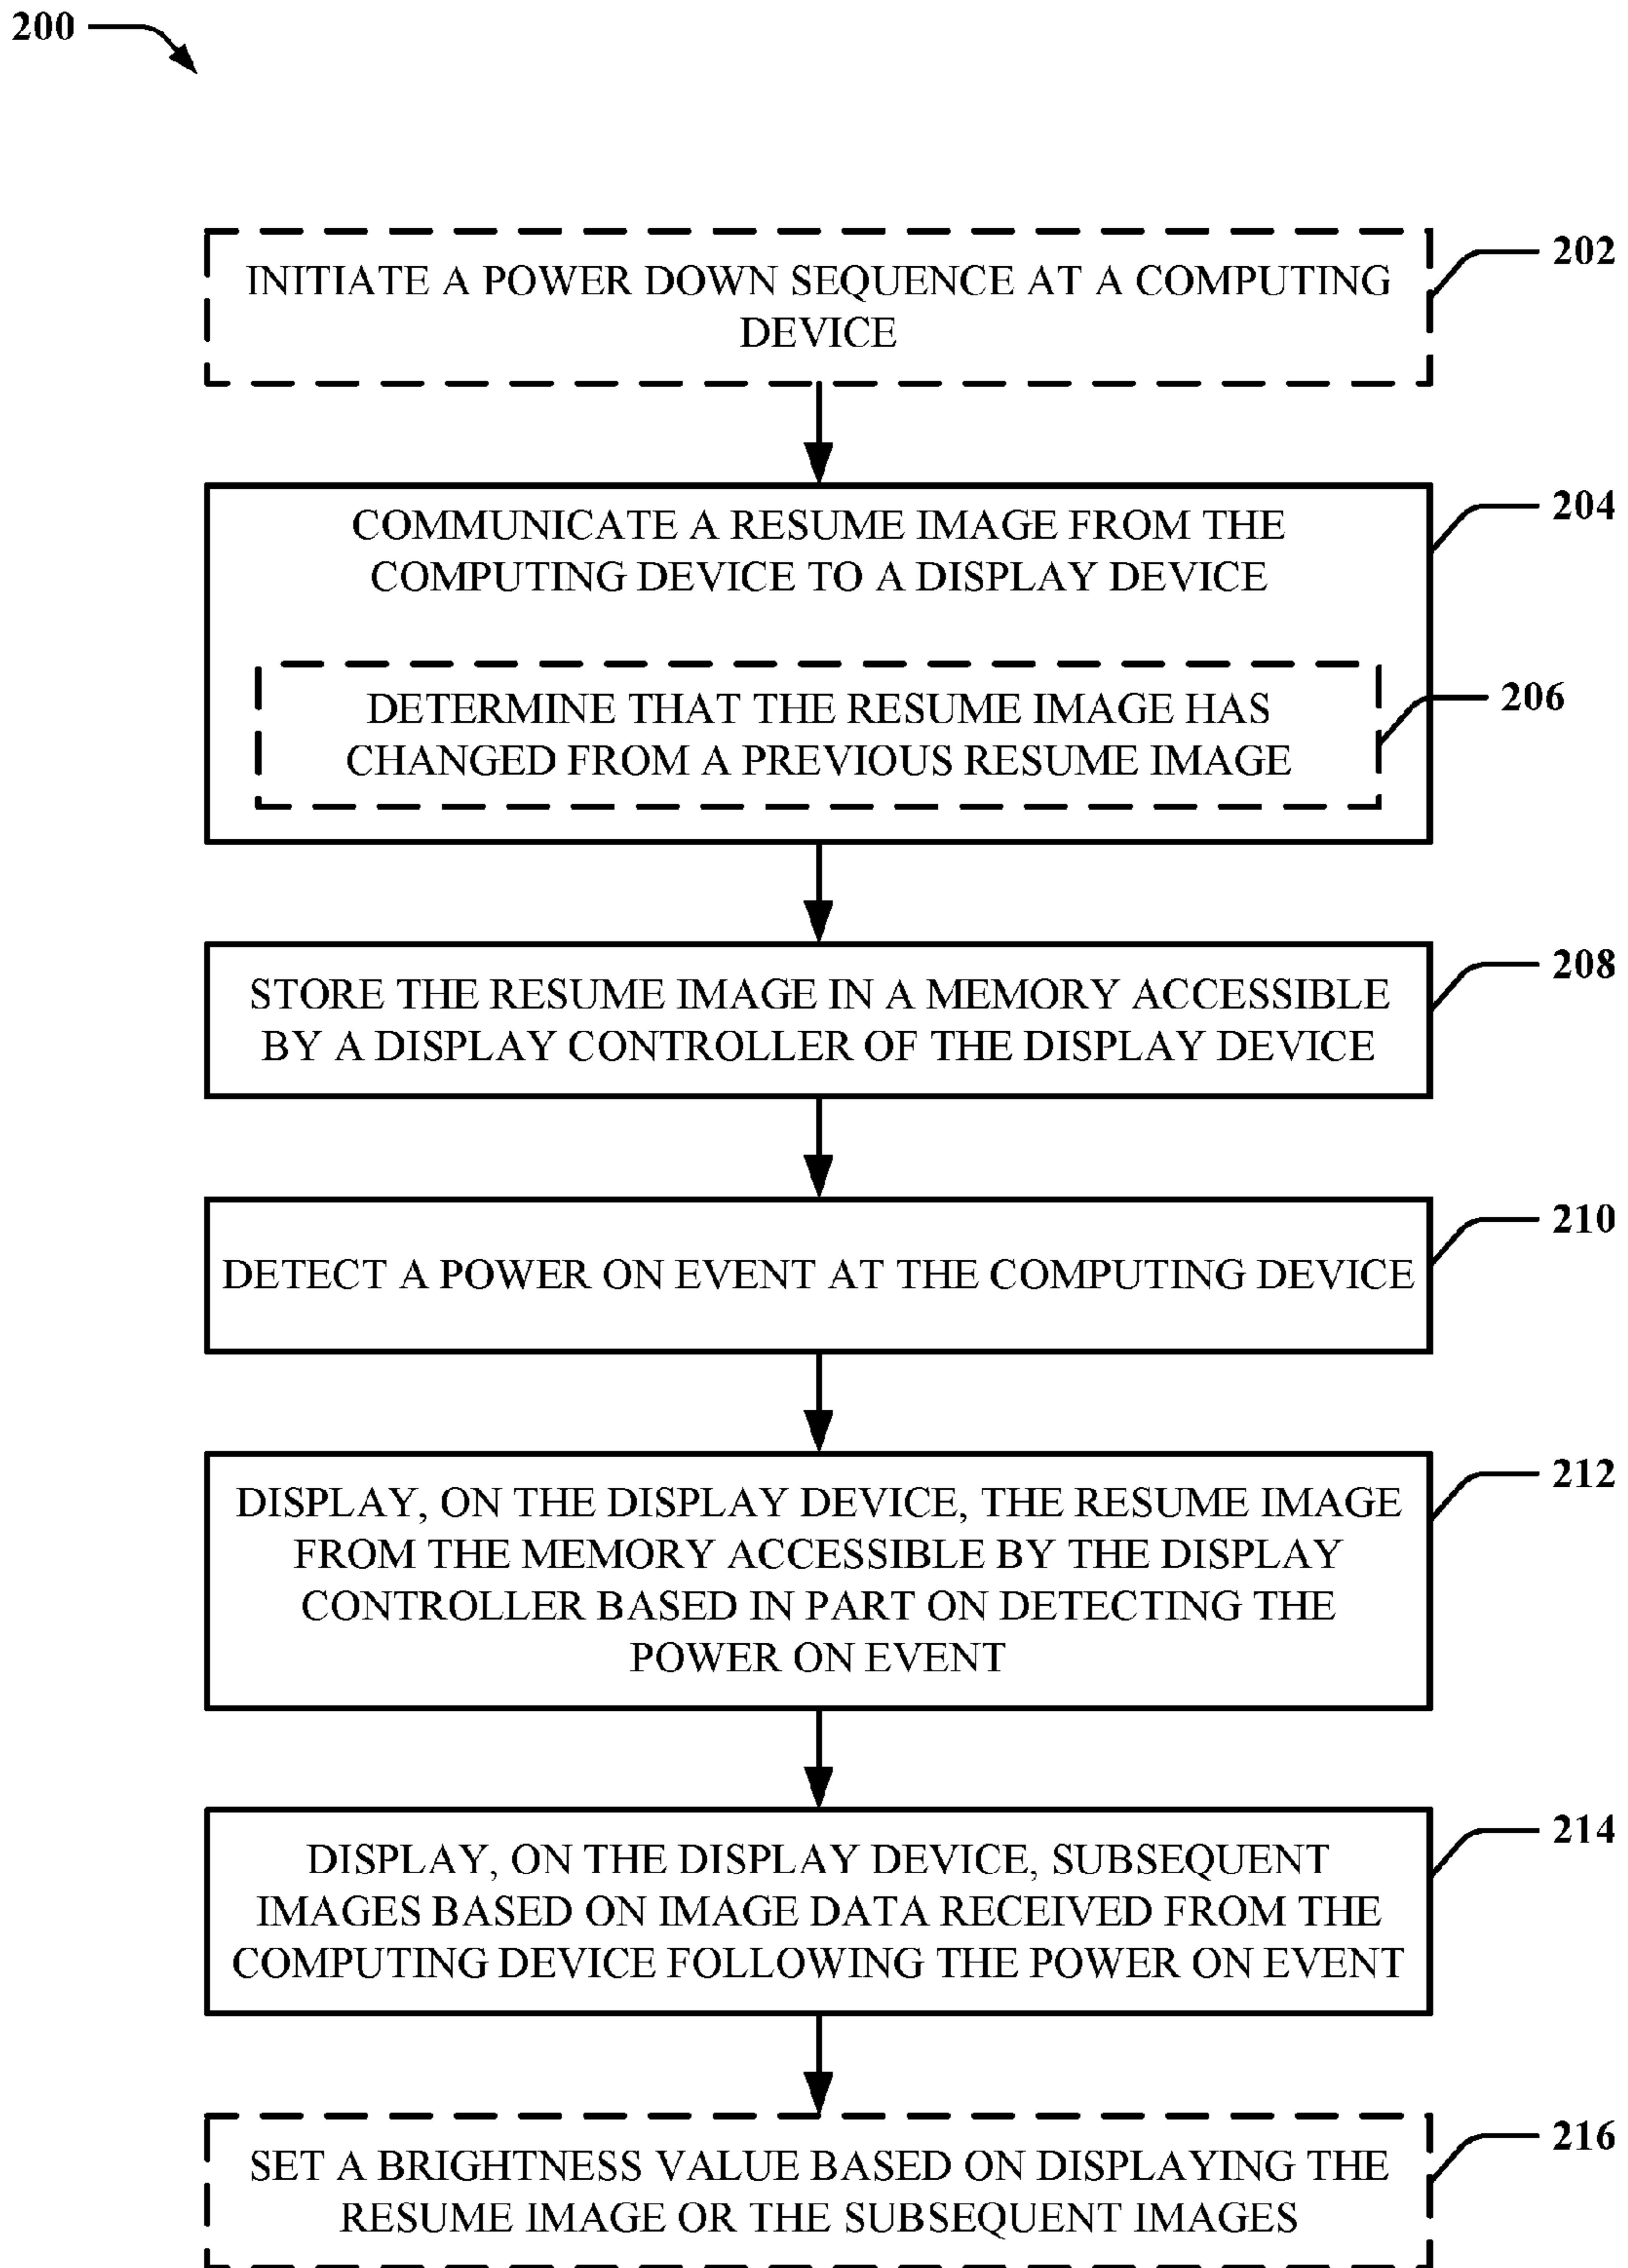 200
INITIATE A POWER DOWN SEQUENCE AT A COMPUTING
DEVICE
202
COMMUNICATE A RESUME IMAGE FROM THE
COMPUTING DEVICE TO A DISPLAY DEVICE
204
DETERMINE THAT THE RESUME IMAGE HAS
CHANGED FROM A PREVIOUS RESUME IMAGE
206
STORE THE RESUME IMAGE IN A MEMORY ACCESSIBLE
BY A DISPLAY CONTROLLER OF THE DISPLAY DEVICE
208
DETECT A POWER ON EVENT AT THE COMPUTING DEVICE
210
DISPLAY, ON THE DISPLAY DEVICE, THE RESUME IMAGE
FROM THE MEMORY ACCESSIBLE BY THE DISPLAY
CONTROLLER BASED IN PART ON DETECTING THE
POWER ON EVENT
212
DISPLAY, ON THE DISPLAY DEVICE, SUBSEQUENT
IMAGES BASED ON IMAGE DATA RECEIVED FROM THE
COMPUTING DEVICE FOLLOWING THE POWER ON EVENT
214
SET A BRIGHTNESS VALUE BASED ON DISPLAYING THE
RESUME IMAGE OR THE SUBSEQUENT IMAGES
216